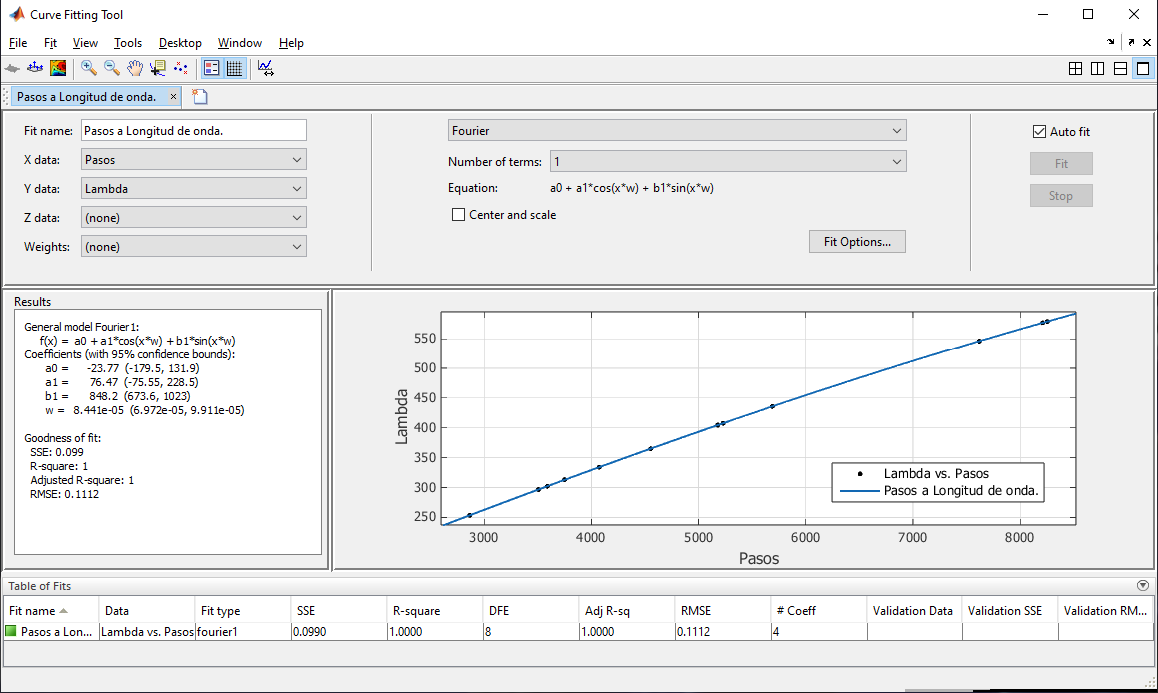 Curve Fitting Tool
File Fit View Tools Desktop Window Help
Pasos a Longitud de onda.
Fit name: Pasos a Longitud de onda.
X data: Pasos
Y data: Lambda
Z data: (none)
Weights: (none)
Fourier
Number of terms: 1
Equation: a0 + a1*cos(x*w) + b1*sin(x*w)
Center and scale
Fit Options...
Auto fit
Fit
Stop
Results
General model Fourier1:
f(x) = a0 + a1*cos(x*w) + b1*sin(x*w)
Coefficients (with 95% confidence bounds):
a0 = -23.77 (-179.5, 131.9)
a1 = 76.47 (-75.55, 228.5)
b1 = 848.2 (673.6, 1023)
w = 8.441e-05 (6.972e-05, 9.911e-05)
Goodness of fit:
SSE: 0.099
R-square: 1
Adjusted R-square: 1
RMSE: 0.1112
550
500
450
400
350
300
250
Lambda
3000 4000 5000 6000 7000 8000
Pasos
Lambda vs. Pasos
Pasos a Longitud de onda.
Table of Fits
Fit name Data Fit type SSE R-square DFE Adj R-sq RMSE # Coeff Validation Data Validation SSE Validation RM...
Pasos a Lon... Lambda vs. Pasos fourier1 0.0990 1.0000 8 1.0000 0.1112 4